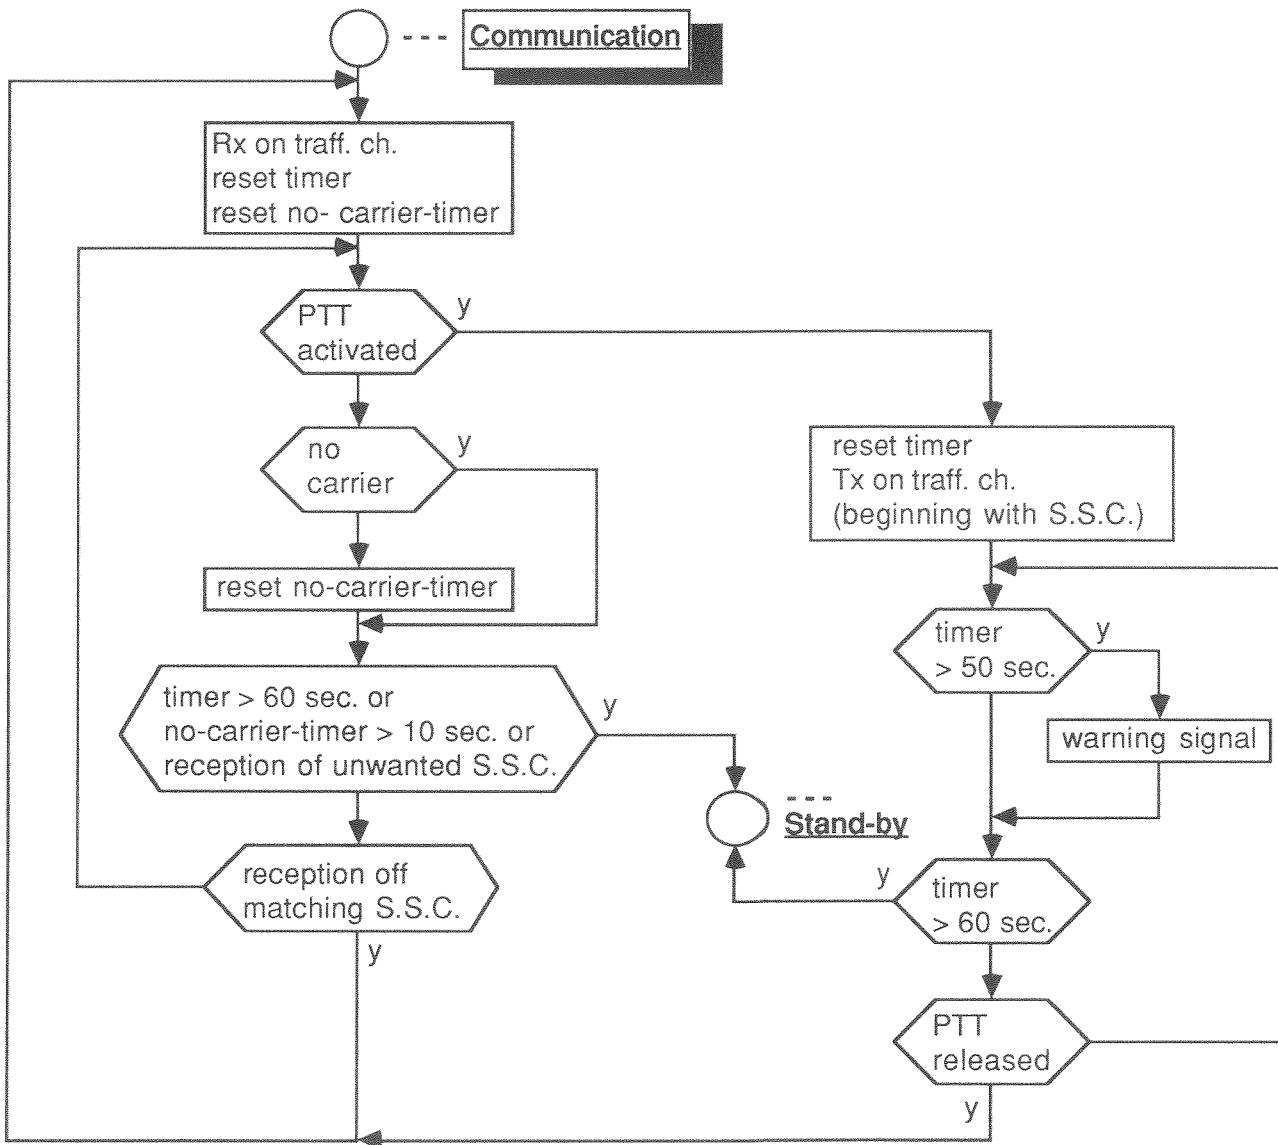 Communication
Rx on traff. ch.
reset timer
reset no- carrier-timer
PTT
activated
y
no
carrier
y
reset no-carrier-timer
timer > 60 sec. or
no-carrier-timer > 10 sec. or
reception of unwanted S.S.C.
y
reception off
matching S.S.C.
y
Stand-by
reset timer
Tx on traff. ch.
(beginning with S.S.C.)
timer
> 50 sec.
y
warning signal
timer
> 60 sec.
y
PTT
released
y